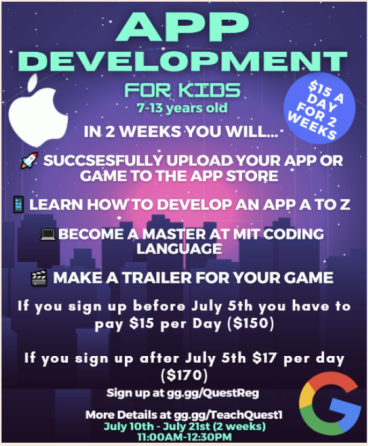 APP
DEVELOPMENT
FOR KIDS
7-13 years old
$15 A
DAY
FOR 2
WEEKS
IN 2 WEEKS YOU WILL...
SUCCSESFULLY UPLOAD YOUR APP OR
GAME TO THE APP STORE
LEARN HOW TO DEVELOP AN APP A TO Z
BECOME A MASTER AT MIT CODING
LANGUAGE
MAKE A TRAILER FOR YOUR GAME
If you sign up before July 5th you have to
pay $15 per Day ($150)
If you sign up after July 5th $17 per day
($170)
Sign up at gg.gg/QuestReg
More Details at gg.gg/TeachQuest1
July 10th - July 21st (2 weeks)
11:00AM-12:30PM